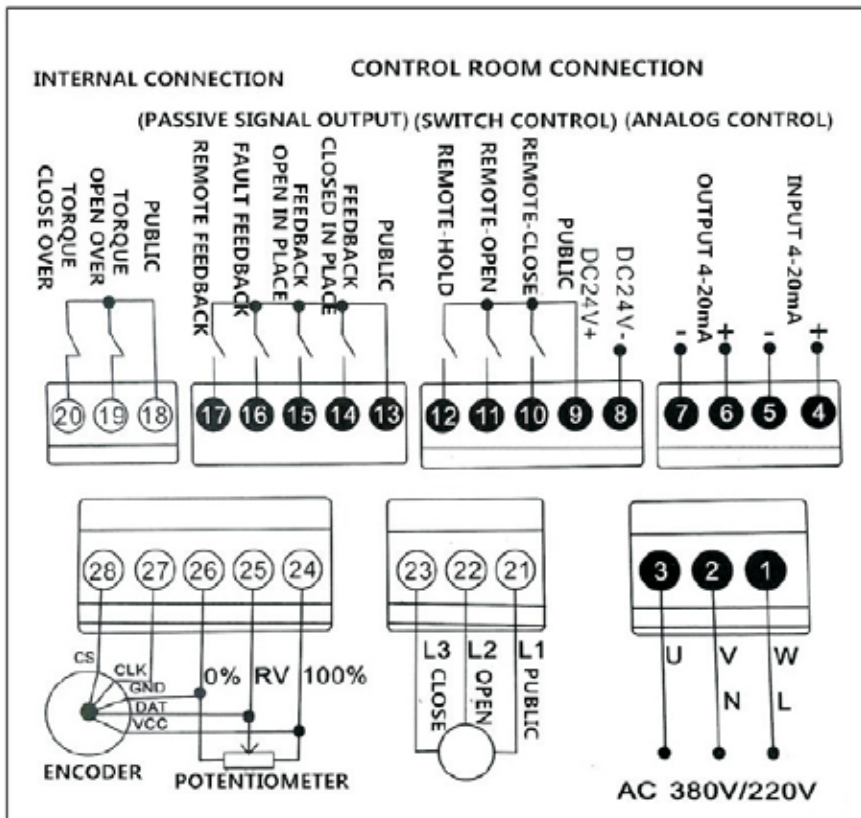 INTERNAL CONNECTION
CONTROL ROOM CONNECTION
(PASSIVE SIGNAL OUTPUT) (SWITCH CONTROL) (ANALOG CONTROL)
TORQUE
CLOSE OVER
TORQUE
OPEN OVER
PUBLIC
REMOTE FEEDBACK
FAULT FEEDBACK
FEEDBACK
OPEN IN PLACE
FEEDBACK
CLOSED IN PLACE
PUBLIC
REMOTE-HOLD
REMOTE-OPEN
REMOTE-CLOSE
PUBLIC
DC24V+
DC24V-
OUTPUT 4-20mA
INPUT 4-20mA
- + - +
20 19 18
17 16 15 14 13
12 11 10 9 8
7 6 5 4
28 27 26 25 24
23 22 21
3 2 1
CS
CLK
GND
DAT
VCC
0% RV 100%
ENCODER
POTENTIOMETER
L3 L2 L1
CLOSE
OPEN
PUBLIC
U V W
N L
AC 380V/220V